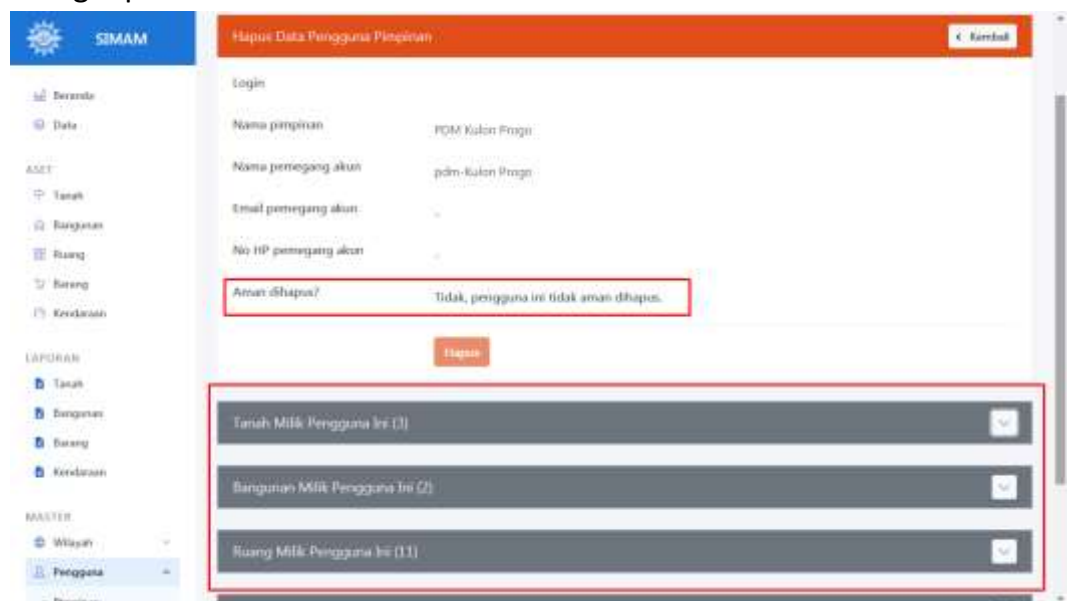 SIMAM
Hapus Data Pengguna Pimpinan
Kembali
Beranda
Data
ASET
Tanah
Bangunan
Ruang
Barang
Kendaraan
LAPORAN
Tanah
Bangunan
Barang
Kendaraan
MASTER
Wilayah
Pengguna
Login
Nama pimpinan
PDM Kulon Progo
Nama pemegang akun
pdm-Kulon Progo
Email pemegang akun
-
No HP pemegang akun
-
Aman dihapus?
Tidak, pengguna ini tidak aman dihapus.
Hapus
Tanah Milik Pengguna Ini (3)
Bangunan Milik Pengguna Ini (2)
Ruang Milik Pengguna Ini (11)